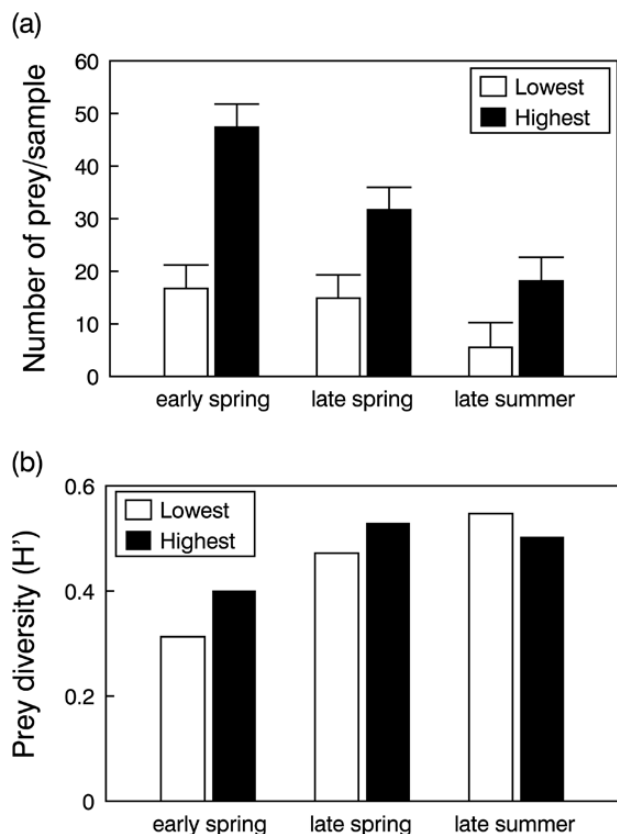 (a)
Number of prey/sample
60
50
40
30
20
10
0
Lowest
Highest
early spring late spring late summer
(b)
Prey diversity (H')
0.6
0.4
0.2
0
Lowest
Highest
early spring late spring late summer